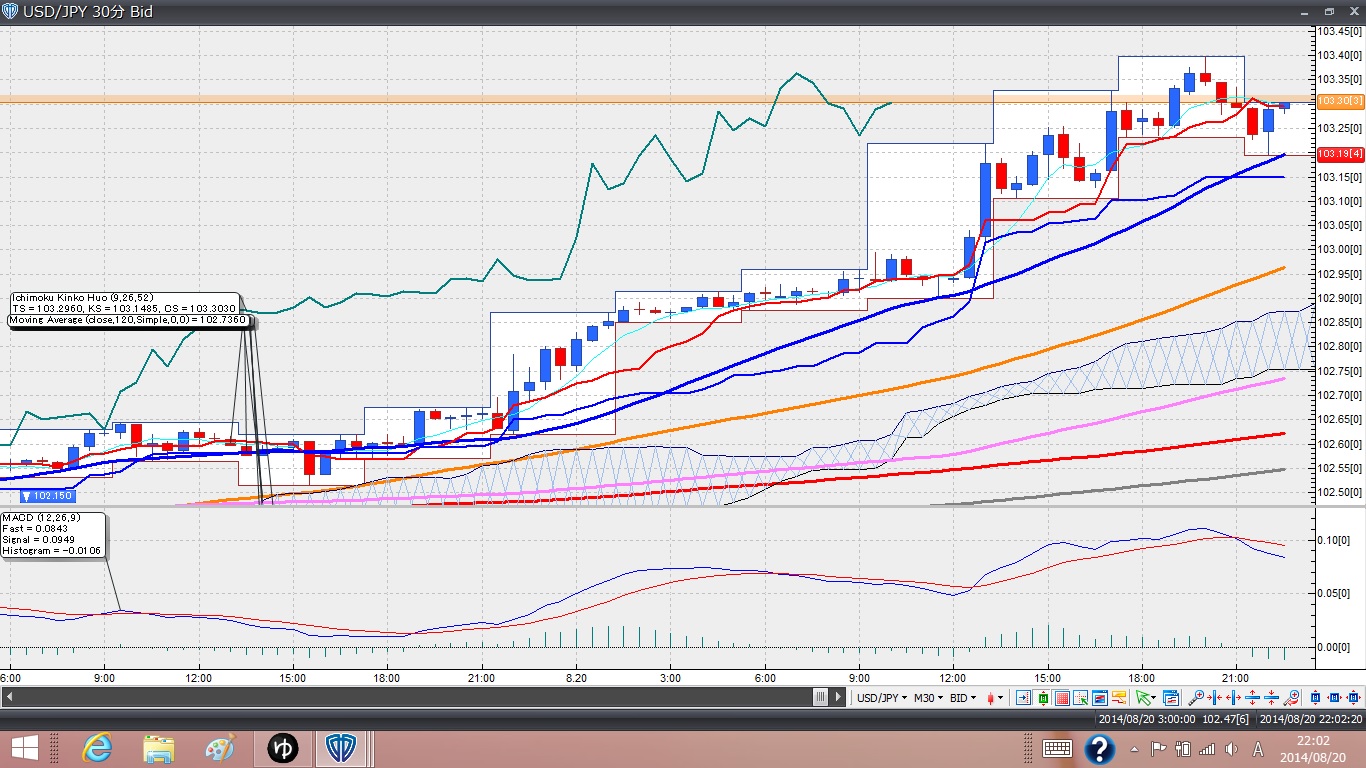 USD/JPY 30分 Bid
103.45[0]
103.40[0]
103.35[0]
103.30[3]
103.25[0]
103.19[4]
103.15[0]
103.10[0]
103.05[0]
103.00[0]
102.95[0]
102.90[0]
102.85[0]
102.80[0]
102.75[0]
102.70[0]
102.65[0]
102.60[0]
102.55[0]
102.50[0]
Ichimoku Kinko Huo (9,26,52)
TS = 103.2960, KS = 103.1485, CS = 103.3030
Moving Average (close,120,Simple,0,0) = 102.7360
▼ 102.150
MACD (12,26,9)
Fast = 0.0843
Signal = 0.0949
Histogram = -0.0106
0.10[0]
0.05[0]
0.00[0]
6:00 9:00 12:00 15:00 18:00 21:00 8.20 3:00 6:00 9:00 12:00 15:00 18:00 21:00
USD/JPY M30 BID
2014/08/20 3:00:00 102.47[6] 2014/08/20 22:02:20
ゆ
A
22:02
2014/08/20